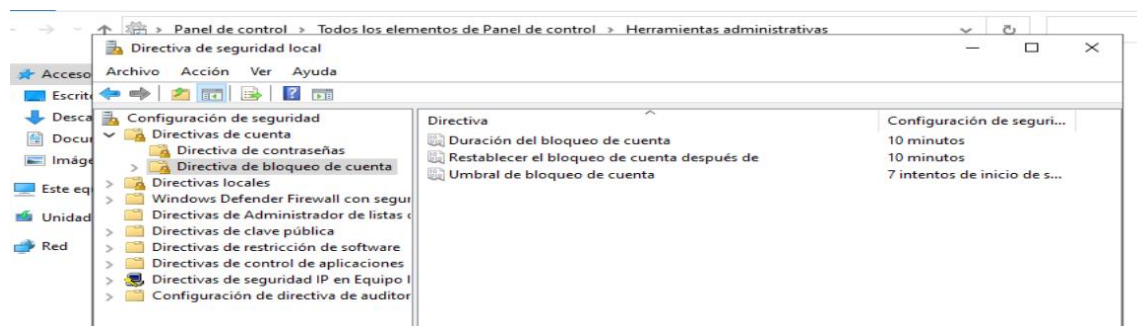 Panel de control > Todos los elementos de Panel de control > Herramientas administrativas
Directiva de seguridad local
Archivo Acción Ver Ayuda
Acceso
Escrit
Desca
Docu
Imáge
Este eq
Unidad
Red
Configuración de seguridad
Directivas de cuenta
Directiva de contraseñas
Directiva de bloqueo de cuenta
Directivas locales
Windows Defender Firewall con segur
Directivas de Administrador de listas
Directivas de clave pública
Directivas de restricción de software
Directivas de control de aplicaciones
Directivas de seguridad IP en Equipo l
Configuración de directiva de auditor
Directiva Configuración de seguri...
Duración del bloqueo de cuenta 10 minutos
Restablecer el bloqueo de cuenta después de 10 minutos
Umbral de bloqueo de cuenta 7 intentos de inicio de s...